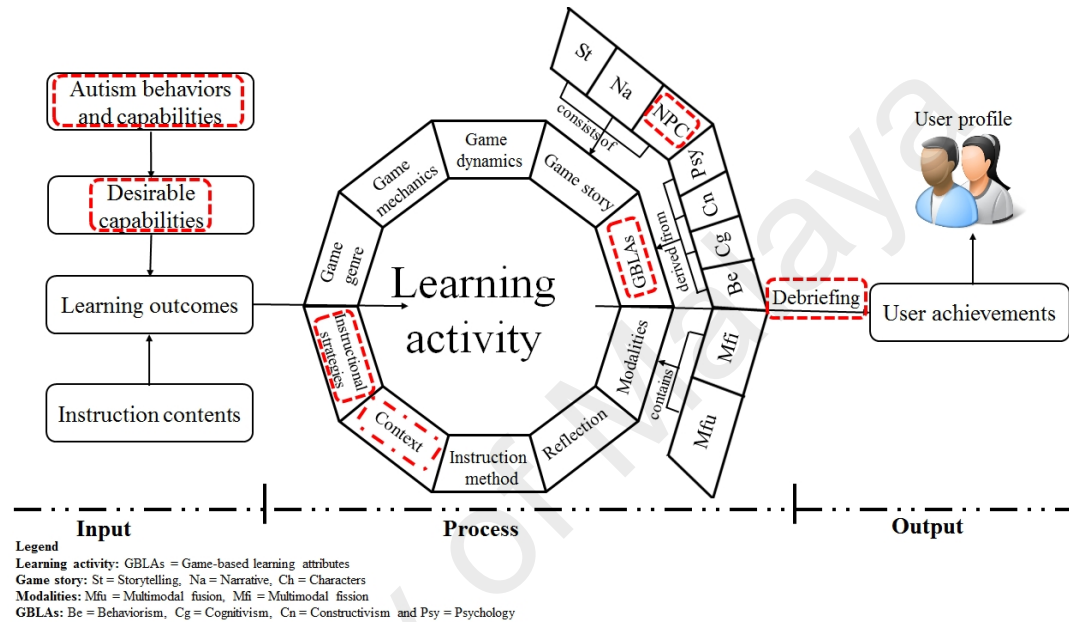 Autism behaviors
and capabilities
Desirable
capabilities
Learning outcomes
Instruction contents
Game
genre
Game
mechanics
Game
dynamics
Game story
GBLAs
Modalities
Reflection
Instruction
method
Context
Instructional
strategies
Learning
activity
consists of
St
Na
NPC
derived from
Psy
Cn
Cg
Be
contains
Mfi
Mfu
Debriefing
User profile
User achievements
Input
Process
Output
Legend
Learning activity: GBLAs = Game-based learning attributes
Game story: St = Storytelling, Na = Narrative, Ch = Characters
Modalities: Mfu = Multimodal fusion, Mfi = Multimodal fission
GBLAs: Be = Behaviorism, Cg = Cognitivism, Cn = Constructivism and Psy = Psychology
of Malaya